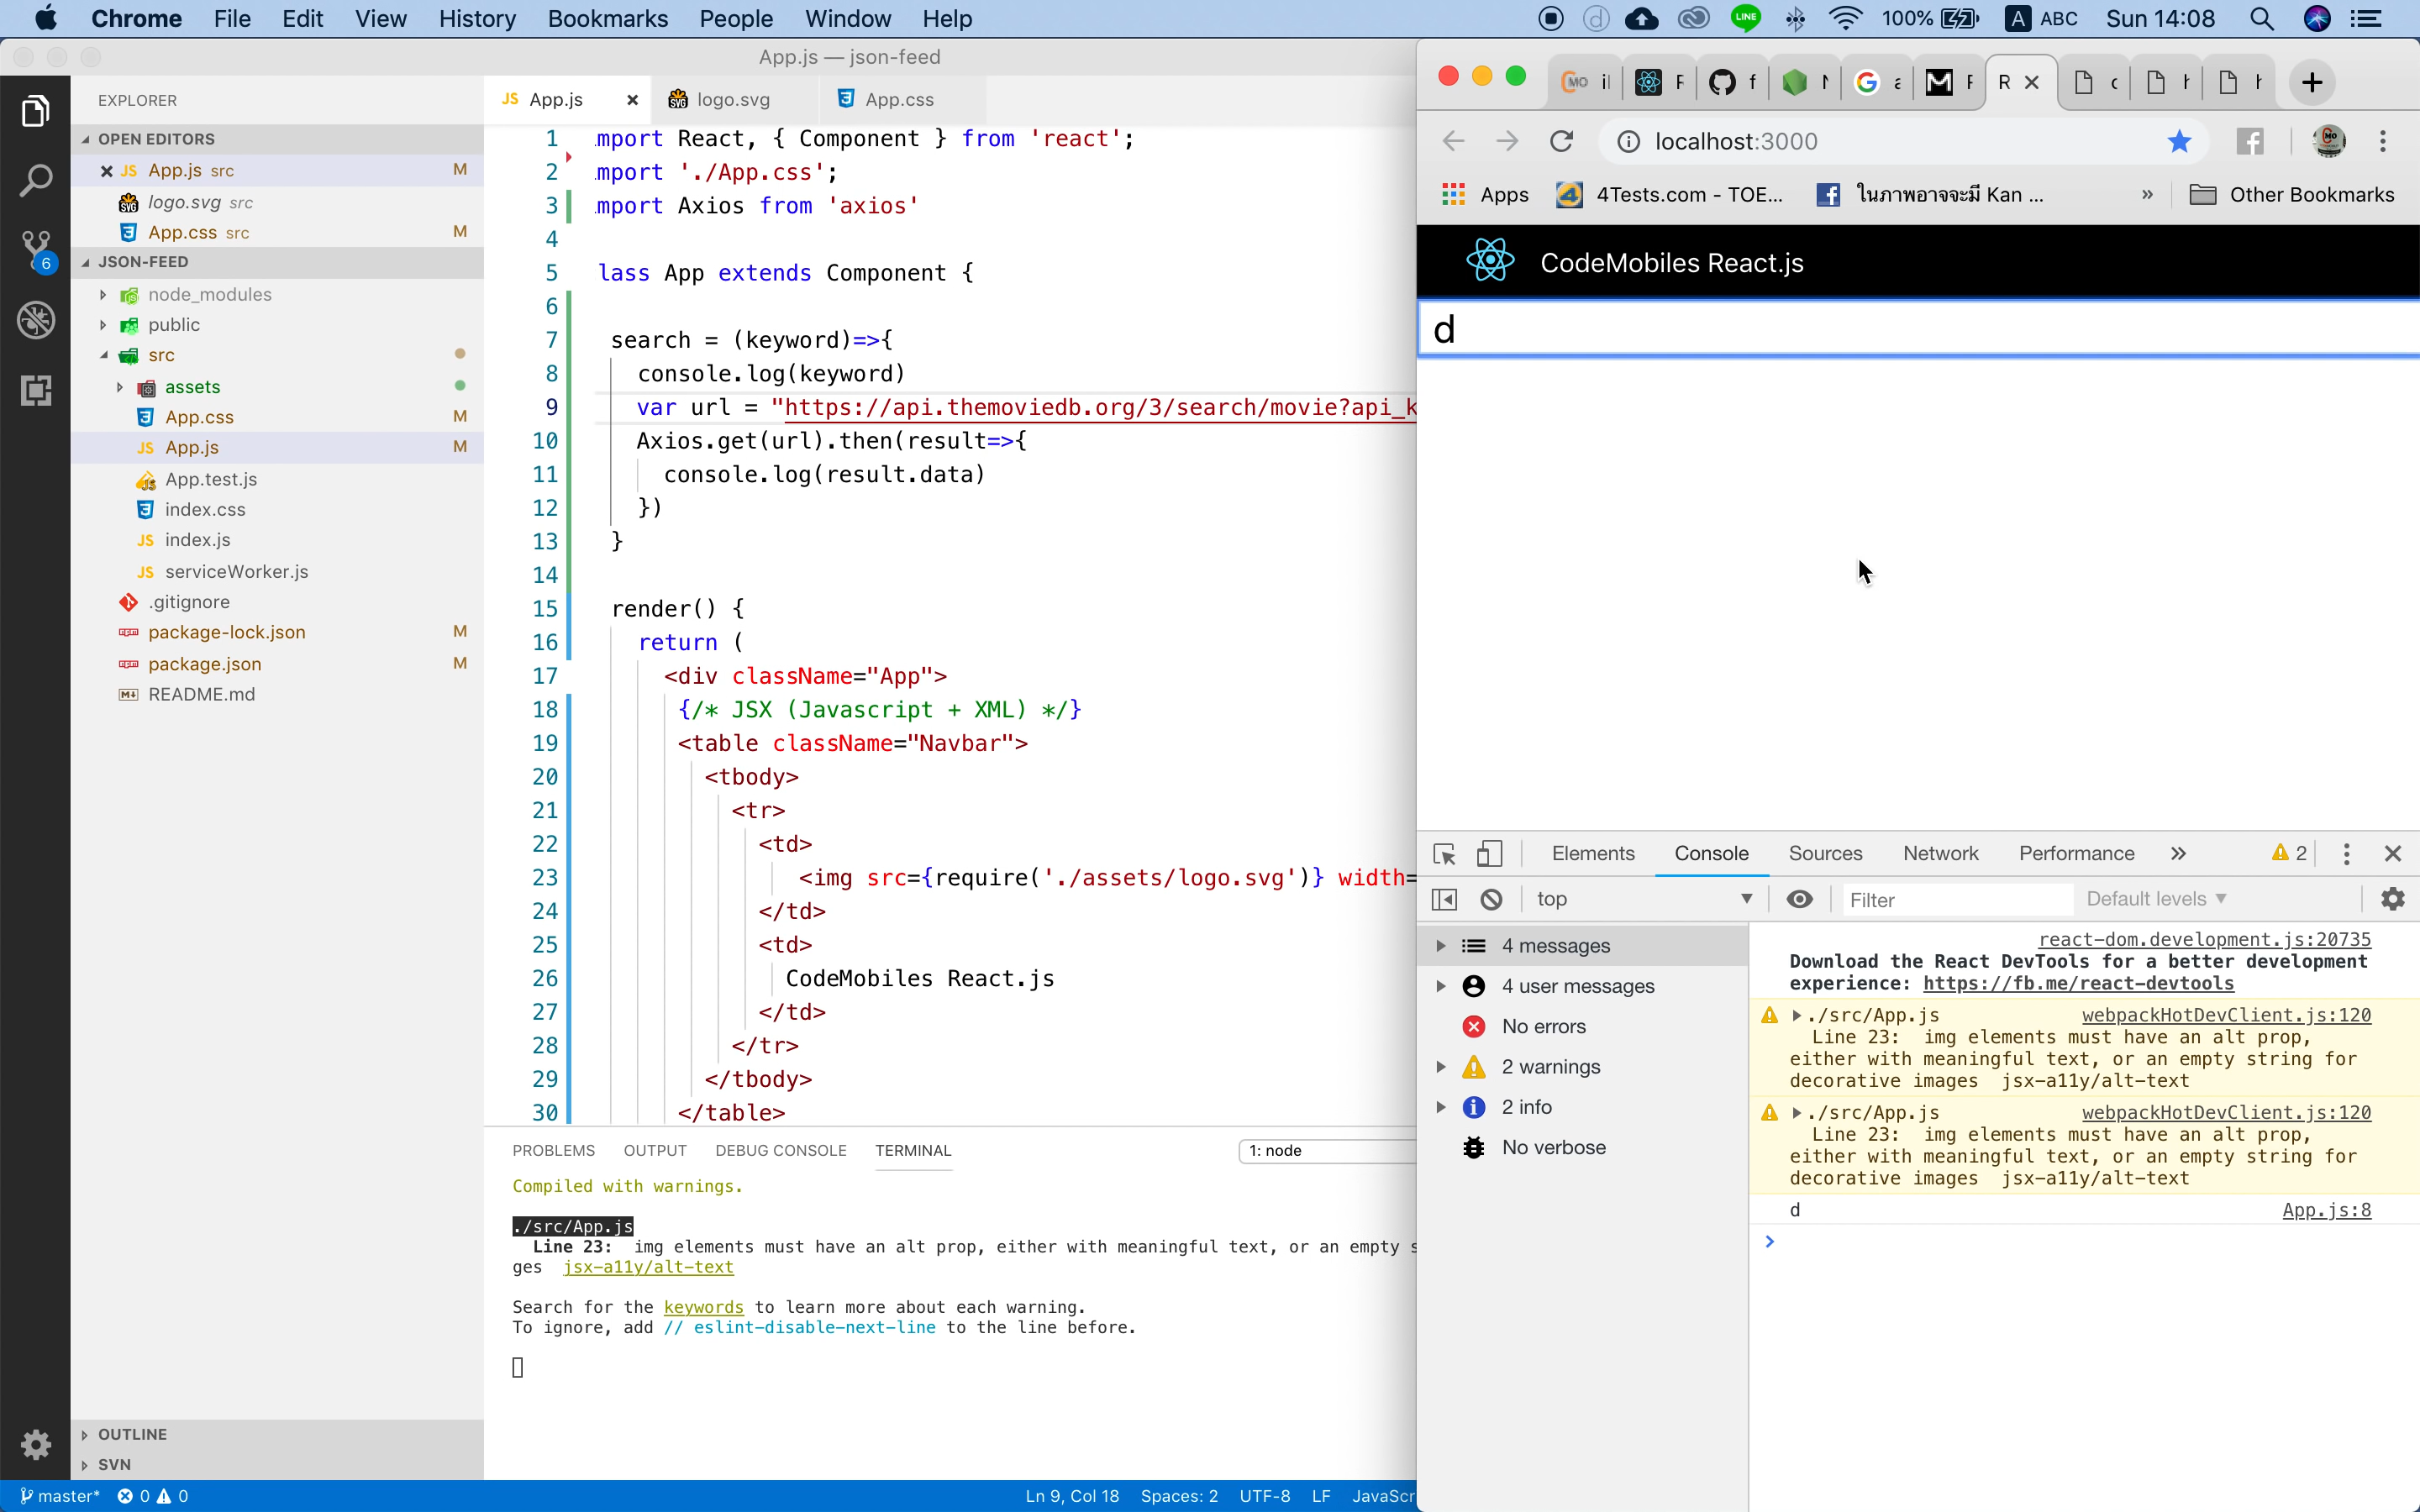 Chrome File Edit View History Bookmarks People Window Help
LINE 100% A ABC Sun 14:08
App.js — json-feed
EXPLORER
OPEN EDITORS
App.js src M
logo.svg src
App.css src M
JSON-FEED
node_modules
public
src
assets
App.css M
App.js M
App.test.js
index.css
index.js
serviceWorker.js
.gitignore
package-lock.json M
package.json M
README.md
OUTLINE
SVN
6
JS App.js
logo.svg
App.css
1 mport React, { Component } from 'react';
2 mport './App.css';
3 mport Axios from 'axios'
4
5 lass App extends Component {
6
7 search = (keyword)=>{
8 console.log(keyword)
9 var url = "https://api.themoviedb.org/3/search/movie?api_k
10 Axios.get(url).then(result=>{
11 console.log(result.data)
12 })
13 }
14
15 render() {
16 return (
17 <div className="App">
18 {/* JSX (Javascript + XML) */}
19 <table className="Navbar">
20 <tbody>
21 <tr>
22 <td>
23 <img src={require('./assets/logo.svg')} width=
24 </td>
25 <td>
26 CodeMobiles React.js
27 </td>
28 </tr>
29 </tbody>
30 </table>
PROBLEMS OUTPUT DEBUG CONSOLE TERMINAL 1: node
Compiled with warnings.
./src/App.js
Line 23: img elements must have an alt prop, either with meaningful text, or an empty s
ges jsx-a11y/alt-text
Search for the keywords to learn more about each warning.
To ignore, add // eslint-disable-next-line to the line before.
master* 0 0
Ln 9, Col 18 Spaces: 2 UTF-8 LF JavaScr
R
localhost:3000
Apps 4Tests.com - TOE... ในภาพอาจจะมี Kan ... » Other Bookmarks
CodeMobiles React.js
d
Elements Console Sources Network Performance » 2
top Filter Default levels
4 messages
4 user messages
No errors
2 warnings
2 info
No verbose
react-dom.development.js:20735
Download the React DevTools for a better development
experience: https://fb.me/react-devtools
./src/App.js webpackHotDevClient.js:120
Line 23: img elements must have an alt prop,
either with meaningful text, or an empty string for
decorative images jsx-a11y/alt-text
./src/App.js webpackHotDevClient.js:120
Line 23: img elements must have an alt prop,
either with meaningful text, or an empty string for
decorative images jsx-a11y/alt-text
d App.js:8